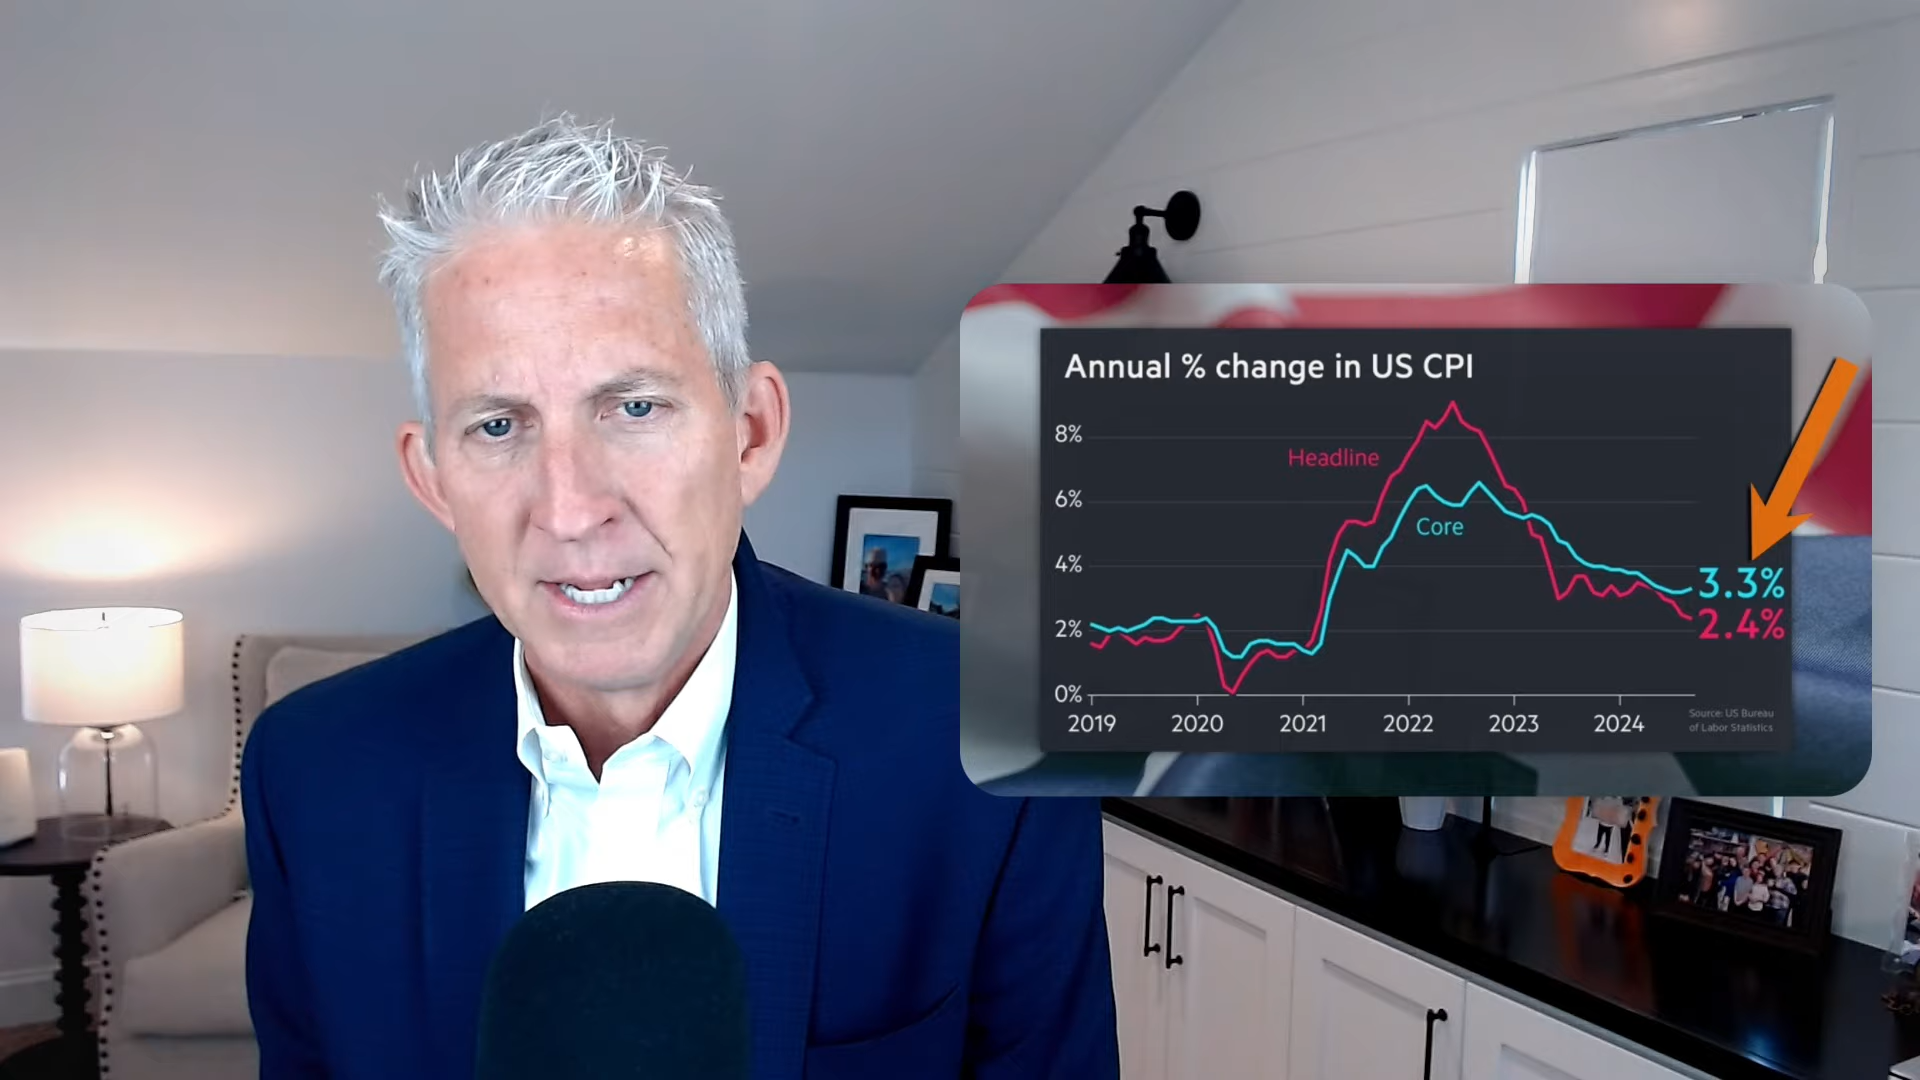 Annual % change in US CPI
8%
Headline
6%
Core
4%
3.3%
2.4%
2%
0%
2019 2020 2021 2022 2023 2024
Source: US Bureau
of Labor Statistics